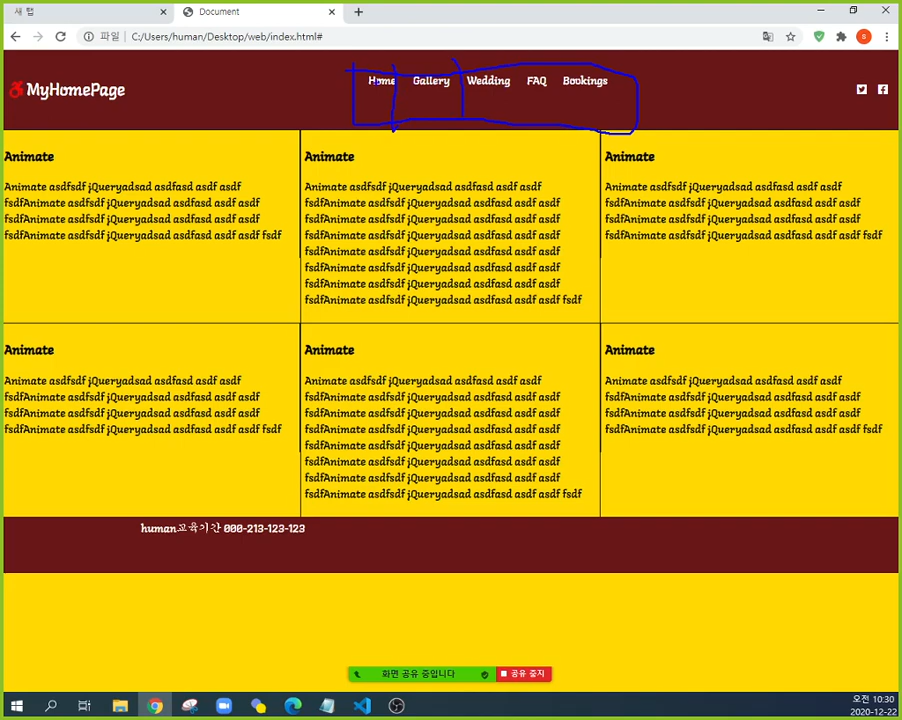 새 탭
Document
파일
C:/Users/human/Desktop/web/index.html#
MyHomePage
Home Gallery Wedding FAQ Bookings
Animate
Animate asdfsdf jQueryadsad asdfasd asdf asdf
fsdfAnimate asdfsdf jQueryadsad asdfasd asdf asdf
fsdfAnimate asdfsdf jQueryadsad asdfasd asdf asdf
fsdfAnimate asdfsdf jQueryadsad asdfasd asdf asdf fsdf
Animate
Animate asdfsdf jQueryadsad asdfasd asdf asdf
fsdfAnimate asdfsdf jQueryadsad asdfasd asdf asdf
fsdfAnimate asdfsdf jQueryadsad asdfasd asdf asdf
fsdfAnimate asdfsdf jQueryadsad asdfasd asdf asdf
fsdfAnimate asdfsdf jQueryadsad asdfasd asdf asdf
fsdfAnimate asdfsdf jQueryadsad asdfasd asdf asdf
fsdfAnimate asdfsdf jQueryadsad asdfasd asdf asdf
fsdfAnimate asdfsdf jQueryadsad asdfasd asdf asdf fsdf
Animate
Animate asdfsdf jQueryadsad asdfasd asdf asdf
fsdfAnimate asdfsdf jQueryadsad asdfasd asdf asdf
fsdfAnimate asdfsdf jQueryadsad asdfasd asdf asdf
fsdfAnimate asdfsdf jQueryadsad asdfasd asdf asdf fsdf
Animate
Animate asdfsdf jQueryadsad asdfasd asdf asdf
fsdfAnimate asdfsdf jQueryadsad asdfasd asdf asdf
fsdfAnimate asdfsdf jQueryadsad asdfasd asdf asdf
fsdfAnimate asdfsdf jQueryadsad asdfasd asdf asdf fsdf
Animate
Animate asdfsdf jQueryadsad asdfasd asdf asdf
fsdfAnimate asdfsdf jQueryadsad asdfasd asdf asdf
fsdfAnimate asdfsdf jQueryadsad asdfasd asdf asdf
fsdfAnimate asdfsdf jQueryadsad asdfasd asdf asdf
fsdfAnimate asdfsdf jQueryadsad asdfasd asdf asdf
fsdfAnimate asdfsdf jQueryadsad asdfasd asdf asdf
fsdfAnimate asdfsdf jQueryadsad asdfasd asdf asdf
fsdfAnimate asdfsdf jQueryadsad asdfasd asdf asdf fsdf
Animate
Animate asdfsdf jQueryadsad asdfasd asdf asdf
fsdfAnimate asdfsdf jQueryadsad asdfasd asdf asdf
fsdfAnimate asdfsdf jQueryadsad asdfasd asdf asdf
fsdfAnimate asdfsdf jQueryadsad asdfasd asdf asdf fsdf
human교육기간 000-213-123-123
화면 공유 중입니다
공유 중지
오전 10:30
2020-12-22